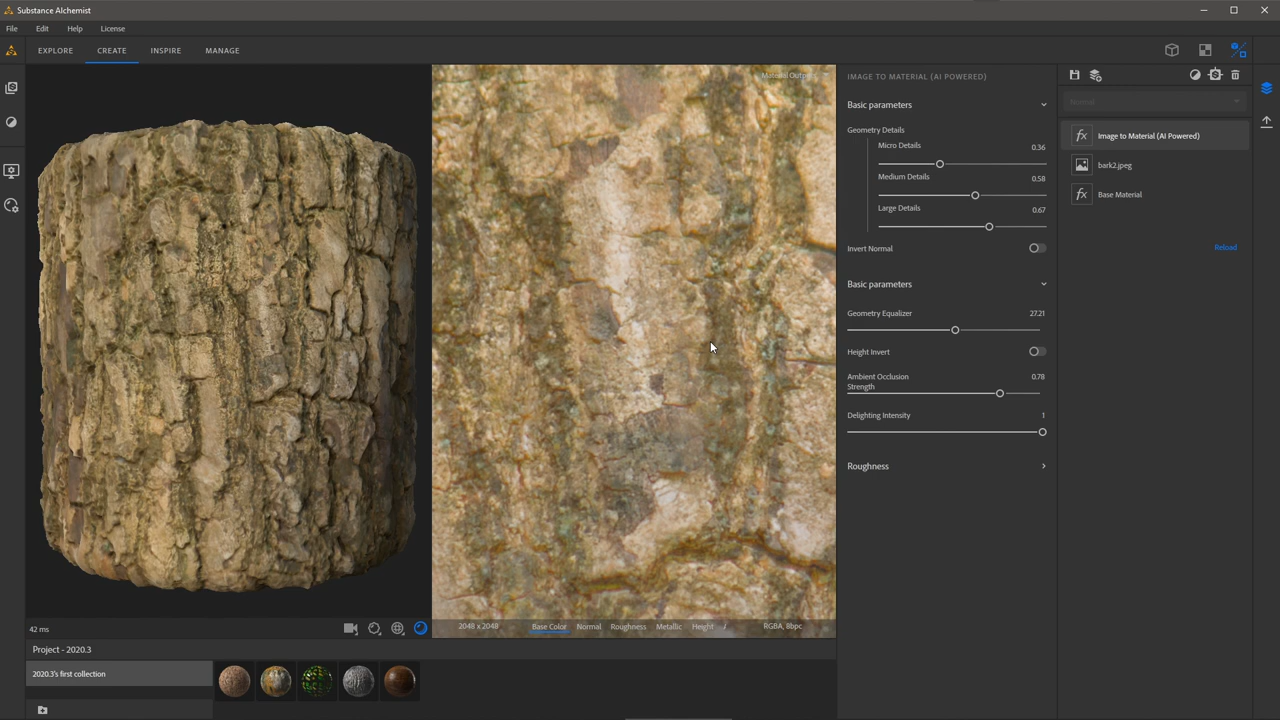 Substance Alchemist
File Edit Help License
EXPLORE CREATE INSPIRE MANAGE
Material Outputs
IMAGE TO MATERIAL (AI POWERED)
Basic parameters
Geometry Details
Micro Details 0.36
Medium Details 0.58
Large Details 0.67
Invert Normal
Basic parameters
Geometry Equalizer 27.21
Height Invert
Ambient Occlusion
Strength 0.78
Delighting Intensity 1
Roughness
Normal
Image to Material (AI Powered)
bark2.jpeg
Base Material
Reload
42 ms
2048 x 2048 Base Color Normal Roughness Metallic Height RGBA, 8bpc
Project - 2020.3
2020.3's first collection